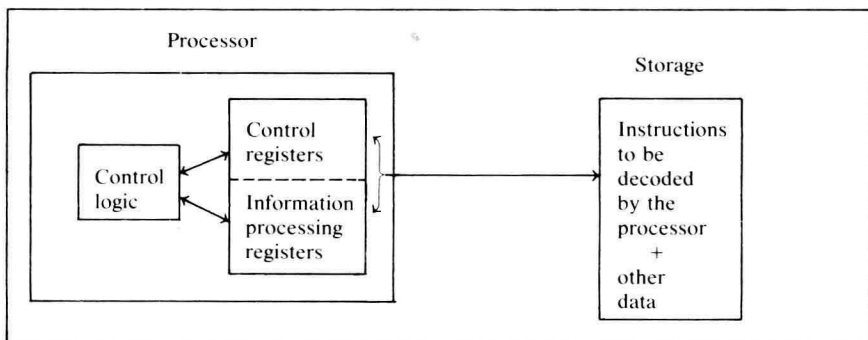 Processor
Storage
Control
logic
Control
registers
Information
processing
registers
Instructions
to be
decoded
by the
processor
+
other
data